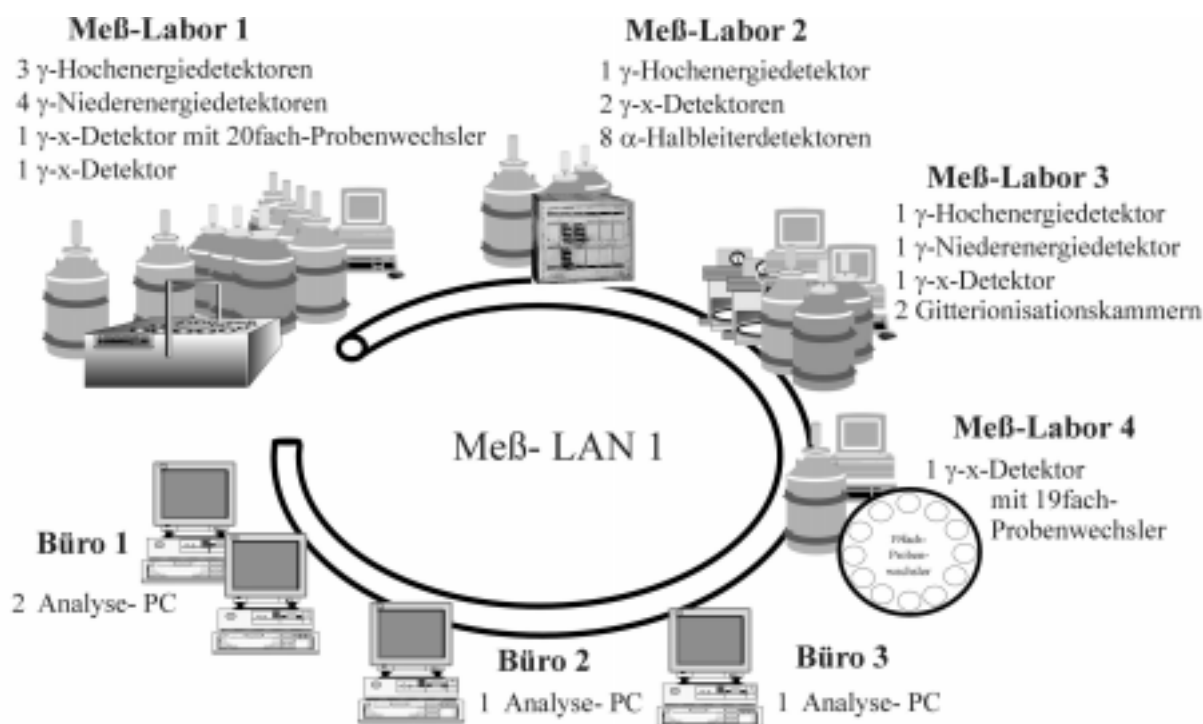 Meß-Labor 1
3 γ-Hochenergiedetektoren
4 γ-Niederenergiedetektoren
1 γ-x-Detektor mit 20fach-Probenwechsler
1 γ-x-Detektor
Meß-Labor 2
1 γ-Hochenergiedetektor
2 γ-x-Detektoren
8 α-Halbleiterdetektoren
Meß-Labor 3
1 γ-Hochenergiedetektor
1 γ-Niederenergiedetektor
1 γ-x-Detektor
2 Gitterionisationskammern
Meß- LAN 1
Meß-Labor 4
1 γ-x-Detektor
mit 19fach-
Probenwechsler
19fach-
Proben-
wechsler
Büro 1
2 Analyse- PC
Büro 2
1 Analyse- PC
Büro 3
1 Analyse- PC